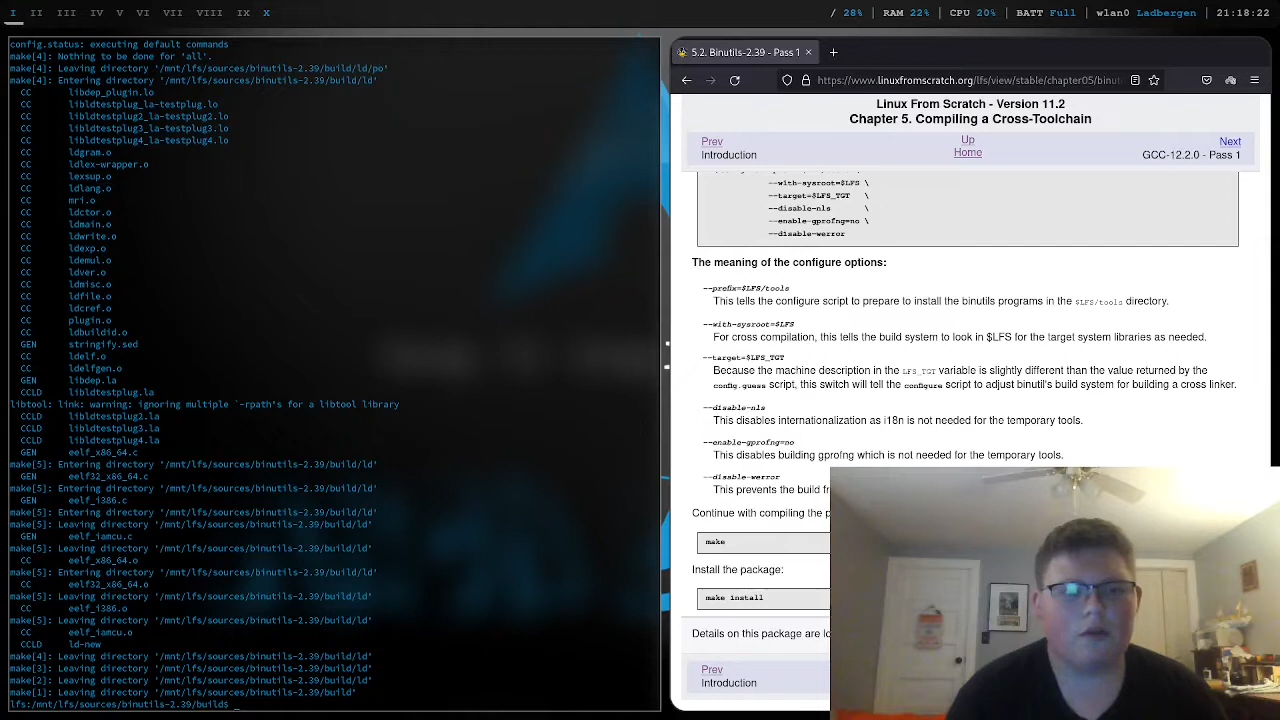 I II III IV V VI VII VIII IX X
/ 28% | RAM 22% | CPU 20% | BATT Full | wlan0 Ladbergen | 21:18:22
config.status: executing default commands
make[4]: Nothing to be done for 'all'.
make[4]: Leaving directory '/mnt/lfs/sources/binutils-2.39/build/ld/po'
make[4]: Entering directory '/mnt/lfs/sources/binutils-2.39/build/ld'
CC libdep_plugin.lo
CC libldtestplug_la-testplug.lo
CC libldtestplug2_la-testplug2.lo
CC libldtestplug3_la-testplug3.lo
CC libldtestplug4_la-testplug4.lo
CC ldgram.o
CC ldlex-wrapper.o
CC lexsup.o
CC ldlang.o
CC mri.o
CC ldctor.o
CC ldmain.o
CC ldwrite.o
CC ldexp.o
CC ldemul.o
CC ldver.o
CC ldmisc.o
CC ldfile.o
CC ldcref.o
CC plugin.o
CC ldbuildid.o
GEN stringify.sed
CC ldelf.o
CC ldelfgen.o
GEN libdep.la
CCLD libldtestplug.la
libtool: link: warning: ignoring multiple `-rpath's for a libtool library
CCLD libldtestplug2.la
CCLD libldtestplug3.la
CCLD libldtestplug4.la
GEN eelf_x86_64.c
make[5]: Entering directory '/mnt/lfs/sources/binutils-2.39/build/ld'
GEN eelf32_x86_64.c
make[5]: Entering directory '/mnt/lfs/sources/binutils-2.39/build/ld'
GEN eelf_i386.c
make[5]: Entering directory '/mnt/lfs/sources/binutils-2.39/build/ld'
make[5]: Leaving directory '/mnt/lfs/sources/binutils-2.39/build/ld'
GEN eelf_iamcu.c
make[5]: Leaving directory '/mnt/lfs/sources/binutils-2.39/build/ld'
CC eelf_x86_64.o
make[5]: Entering directory '/mnt/lfs/sources/binutils-2.39/build/ld'
CC eelf32_x86_64.o
make[5]: Leaving directory '/mnt/lfs/sources/binutils-2.39/build/ld'
CC eelf_i386.o
make[5]: Leaving directory '/mnt/lfs/sources/binutils-2.39/build/ld'
CC eelf_iamcu.o
CCLD ld-new
make[4]: Leaving directory '/mnt/lfs/sources/binutils-2.39/build/ld'
make[3]: Leaving directory '/mnt/lfs/sources/binutils-2.39/build/ld'
make[2]: Leaving directory '/mnt/lfs/sources/binutils-2.39/build/ld'
make[1]: Leaving directory '/mnt/lfs/sources/binutils-2.39/build'
lfs:/mnt/lfs/sources/binutils-2.39/build$ _
5.2. Binutils-2.39 - Pass 1
https://www.linuxfromscratch.org/lfs/view/stable/chapter05/binut
Linux From Scratch - Version 11.2
Chapter 5. Compiling a Cross-Toolchain
Prev Up Next
Introduction Home GCC-12.2.0 - Pass 1
--with-sysroot=$LFS \
--target=$LFS_TGT \
--disable-nls \
--enable-gprofng=no \
--disable-werror
The meaning of the configure options:
--prefix=$LFS/tools
This tells the configure script to prepare to install the binutils programs in the $LFS/tools directory.
--with-sysroot=$LFS
For cross compilation, this tells the build system to look in $LFS for the target system libraries as needed.
--target=$LFS_TGT
Because the machine description in the LFS_TGT variable is slightly different than the value returned by the
config.guess script, this switch will tell the configure script to adjust binutil's build system for building a cross linker.
--disable-nls
This disables internationalization as i18n is not needed for the temporary tools.
--enable-gprofng=no
This disables building gprofng which is not needed for the temporary tools.
--disable-werror
This prevents the build fr
Continue with compiling the p
make
Install the package:
make install
Details on this package are lo
Prev
Introduction